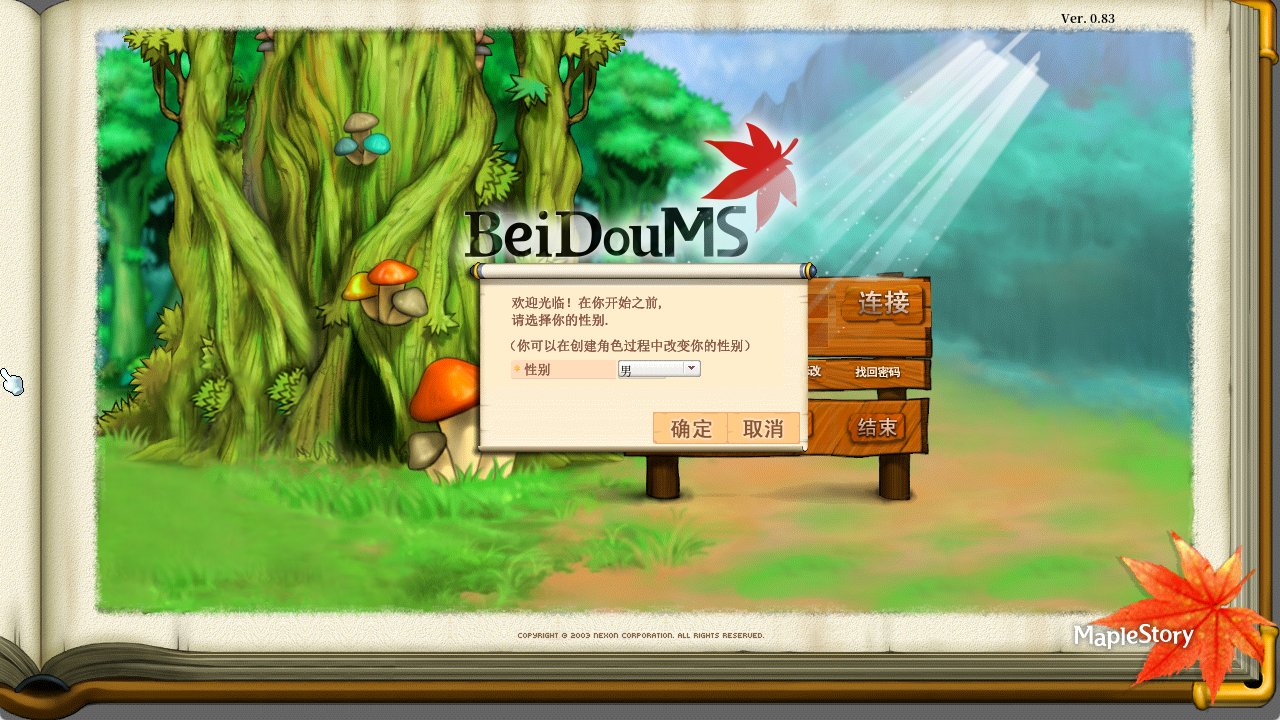 Ver. 0.83
BeiDouMS
欢迎光临！在你开始之前,
请选择你的性别.
（你可以在创建角色过程中改变你的性别）
性别
男
确定
取消
连接
改
找回密码
结束
COPYRIGHT © 2003 NEXON CORPORATION. ALL RIGHTS RESERVED.
MapleStory